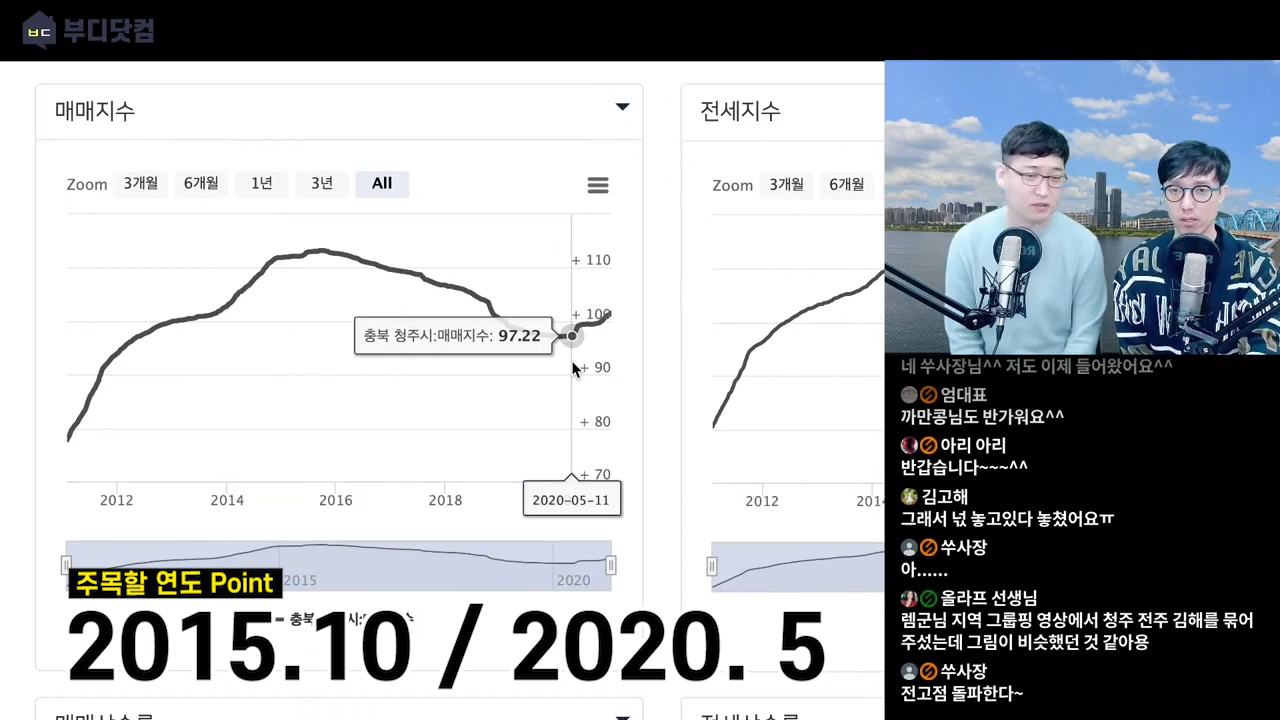 부디닷컴
매매지수
Zoom 3개월 6개월 1년 3년 All
+ 110
+ 100
충북 청주시:매매지수: 97.22
+ 90
+ 80
+ 70
2012 2014 2016 2018
2020-05-11
2015 2020
주목할 연도 Point
2015.10 / 2020. 5
전세지수
Zoom 3개월 6개월
2012
네 쑤사장님^^ 저도 이제 들어왔어요^^
엄대표
까만콩님도 반가워요^^
아리 아리
반갑습니다~~~^^
김고해
그래서 넋 놓고있다 놓쳤어요ㅠ
쑤사장
아......
올라프 선생님
렘군님 지역 그룹핑 영상에서 청주 전주 김해를 묶어
주셨는데 그림이 비슷했던 것 같아용
쑤사장
전고점 돌파한다~